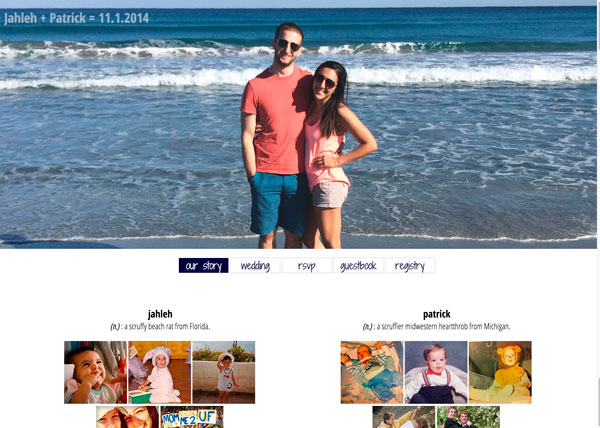 Jahleh + Patrick = 11.1.2014
our story wedding rsvp guestbook registry
jahleh
(n.) : a scruffy beach rat from Florida.
patrick
(n.) : a scruffier midwestern heartthrob from Michigan.
MOM
ME 2 UF